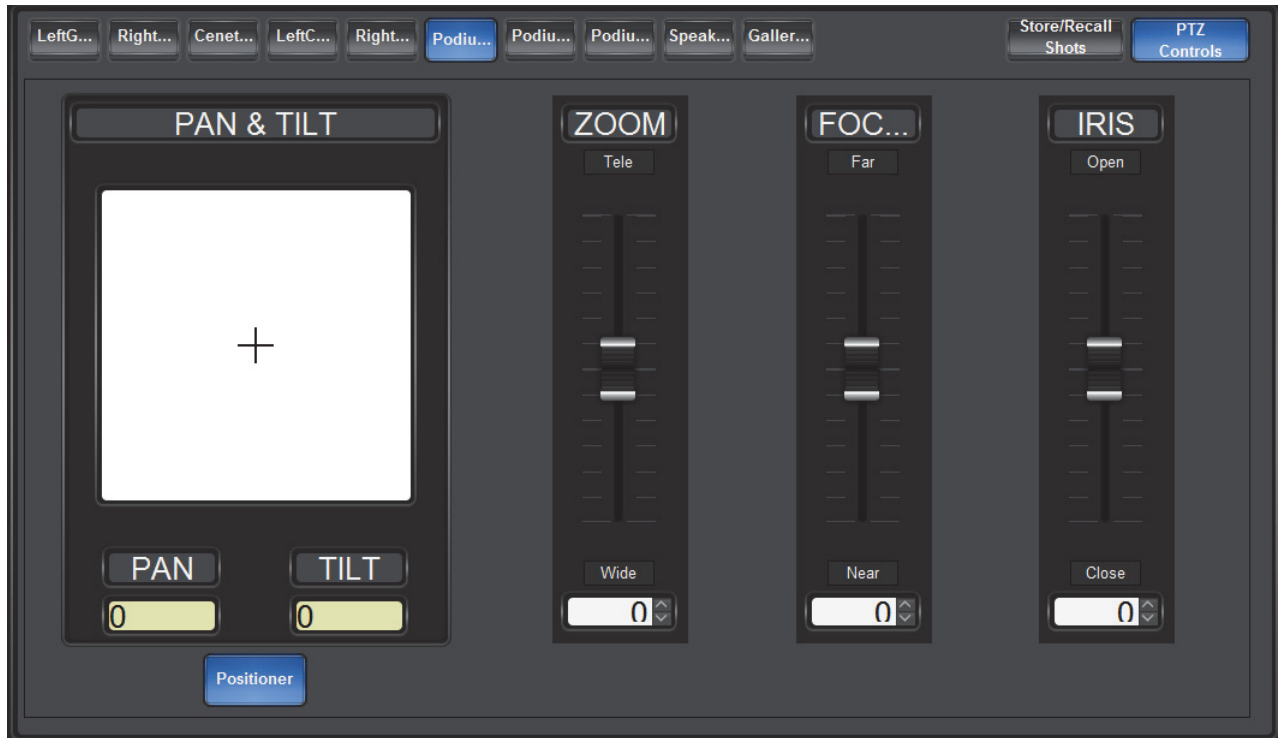 LeftG... Right... Cenet... LeftC... Right... Podiu... Podiu... Podiu... Speak... Galler...
Store/Recall
Shots
PTZ
Controls
PAN & TILT
ZOOM
FOC...
IRIS
Tele
Far
Open
PAN
TILT
Wide
Near
Close
0
0
0
0
0
Positioner